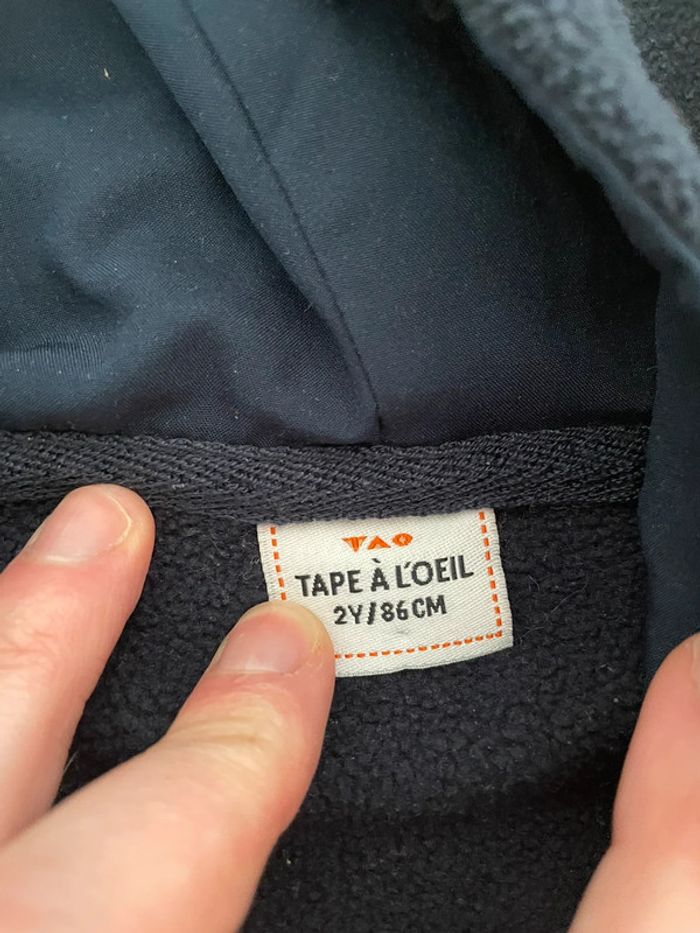 TAO
TAPE À L'OEIL
2Y/86CM